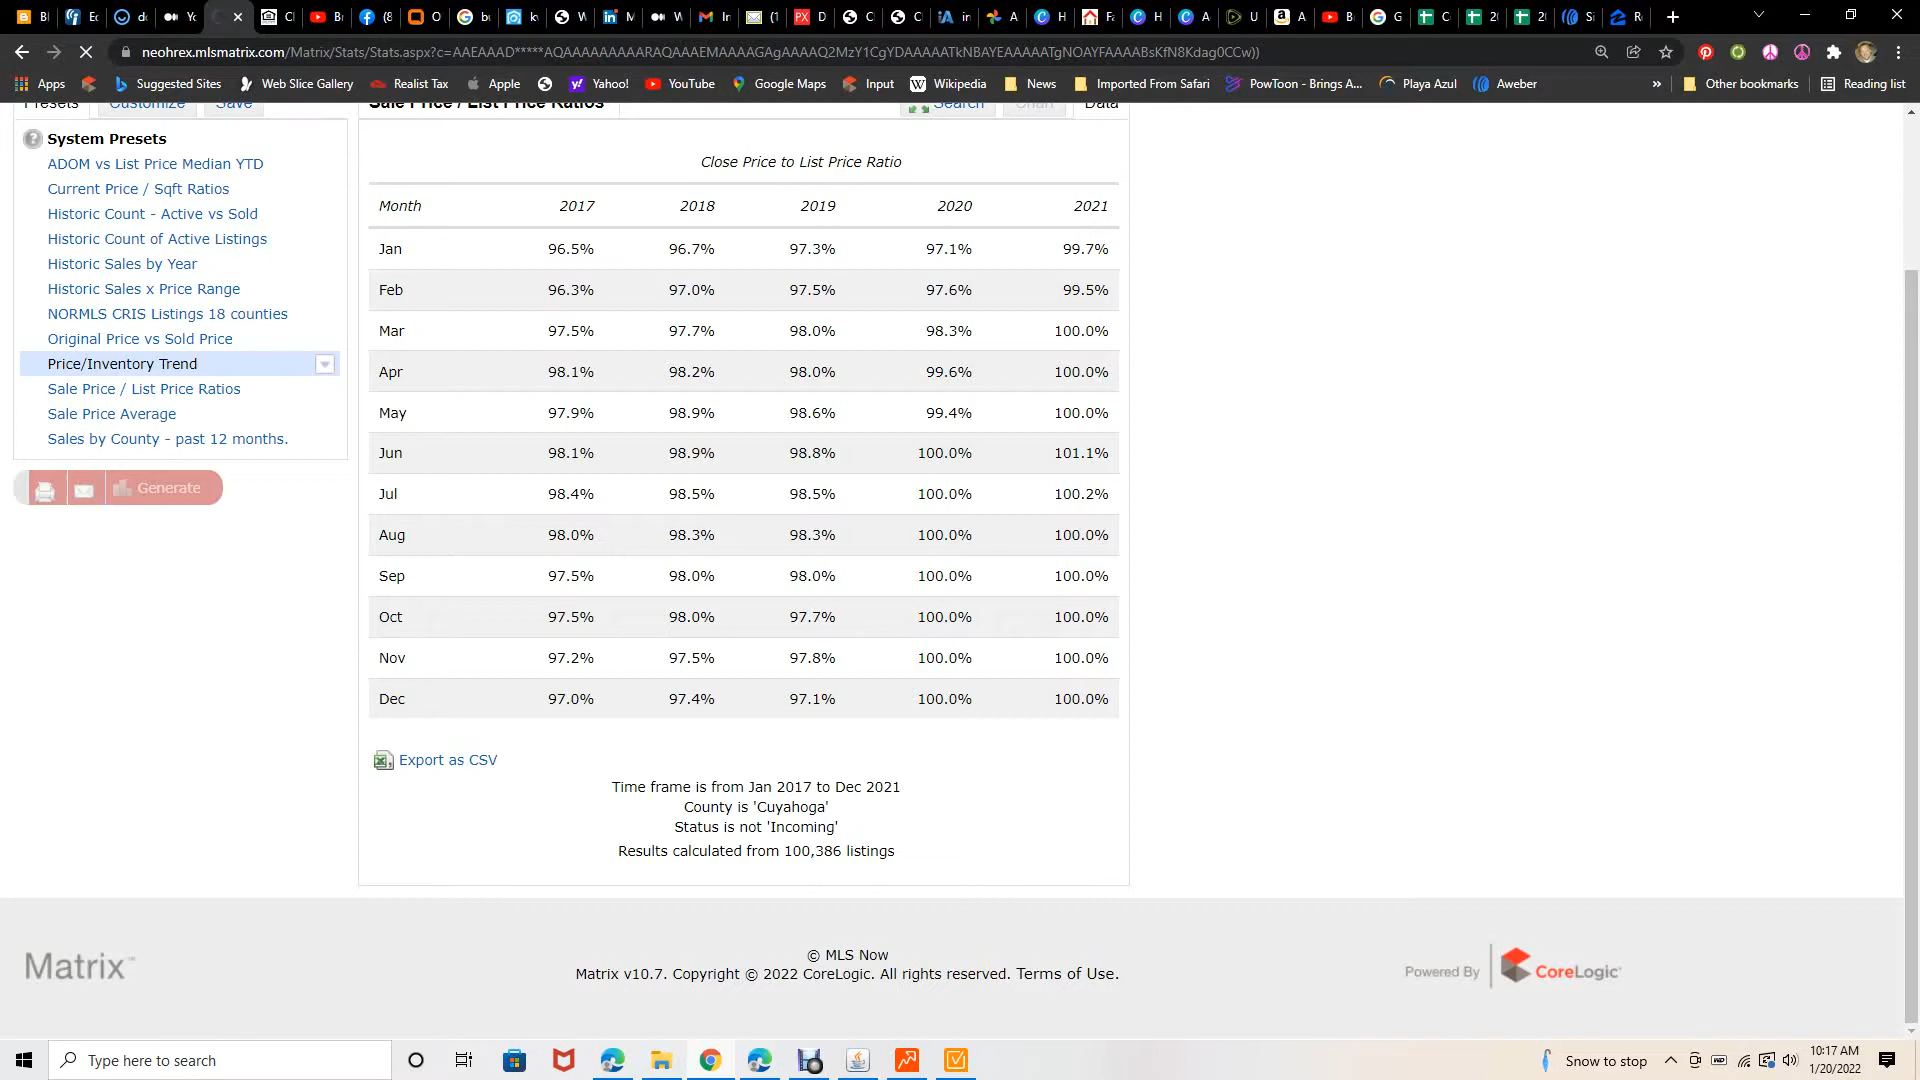 neohrex.mlsmatrix.com/Matrix/Stats/Stats.aspx?c=AAEAAAD*****AQAAAAAAAAARAQAAAEMAAAAGAgAAAAQ2MzY1CgYDAAAAATkNBAYEAAAAATgNOAYFAAAABsKfN8Kdag0CCw))
Apps Suggested Sites Web Slice Gallery Realist Tax Apple Yahoo! YouTube Google Maps Input Wikipedia News Imported From Safari PowToon - Brings A... Playa Azul Aweber » Other bookmarks Reading list
Presets Customize Save Sale Price / List Price Ratios Search Chart Data
System Presets
ADOM vs List Price Median YTD
Current Price / Sqft Ratios
Historic Count - Active vs Sold
Historic Count of Active Listings
Historic Sales by Year
Historic Sales x Price Range
NORMLS CRIS Listings 18 counties
Original Price vs Sold Price
Price/Inventory Trend
Sale Price / List Price Ratios
Sale Price Average
Sales by County - past 12 months.
Generate
Close Price to List Price Ratio
Month 2017 2018 2019 2020 2021
Jan 96.5% 96.7% 97.3% 97.1% 99.7%
Feb 96.3% 97.0% 97.5% 97.6% 99.5%
Mar 97.5% 97.7% 98.0% 98.3% 100.0%
Apr 98.1% 98.2% 98.0% 99.6% 100.0%
May 97.9% 98.9% 98.6% 99.4% 100.0%
Jun 98.1% 98.9% 98.8% 100.0% 101.1%
Jul 98.4% 98.5% 98.5% 100.0% 100.2%
Aug 98.0% 98.3% 98.3% 100.0% 100.0%
Sep 97.5% 98.0% 98.0% 100.0% 100.0%
Oct 97.5% 98.0% 97.7% 100.0% 100.0%
Nov 97.2% 97.5% 97.8% 100.0% 100.0%
Dec 97.0% 97.4% 97.1% 100.0% 100.0%
Export as CSV
Time frame is from Jan 2017 to Dec 2021
County is 'Cuyahoga'
Status is not 'Incoming'
Results calculated from 100,386 listings
Matrix™
© MLS Now
Matrix v10.7. Copyright © 2022 CoreLogic. All rights reserved. Terms of Use.
Powered By CoreLogic
Type here to search
Snow to stop
10:17 AM
1/20/2022